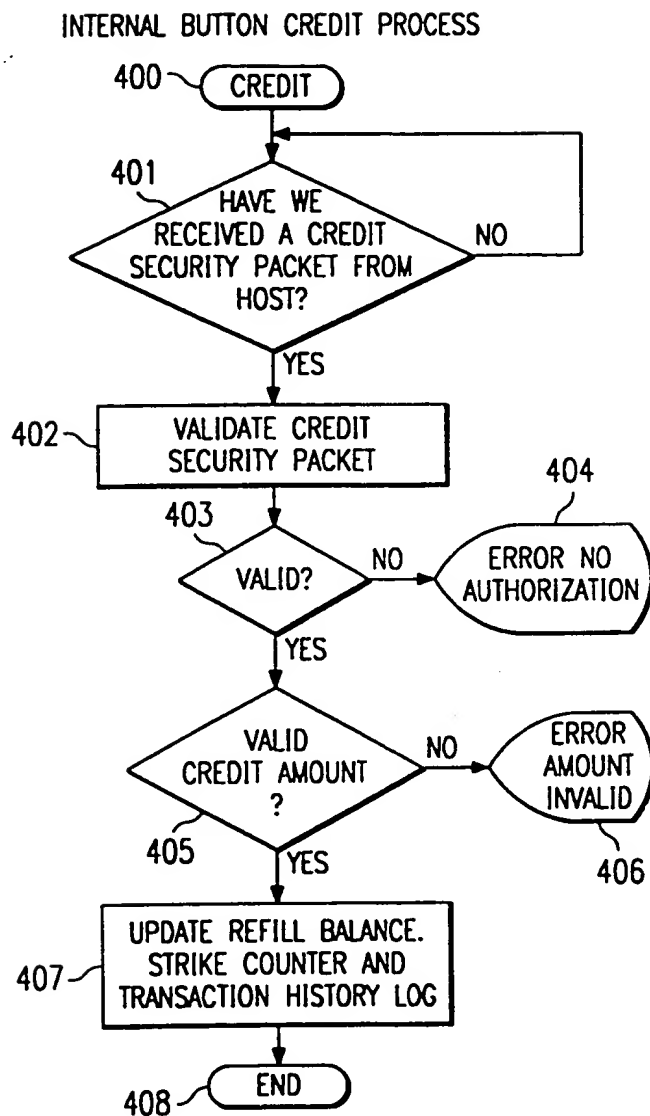 INTERNAL BUTTON CREDIT PROCESS
400
CREDIT
401
HAVE WE
RECEIVED A CREDIT
SECURITY PACKET FROM
HOST?
NO
YES
402
VALIDATE CREDIT
SECURITY PACKET
403
VALID?
NO
404
ERROR NO
AUTHORIZATION
YES
VALID
CREDIT AMOUNT
?
405
NO
ERROR
AMOUNT
INVALID
406
YES
407
UPDATE REFILL BALANCE.
STRIKE COUNTER AND
TRANSACTION HISTORY LOG
408
END